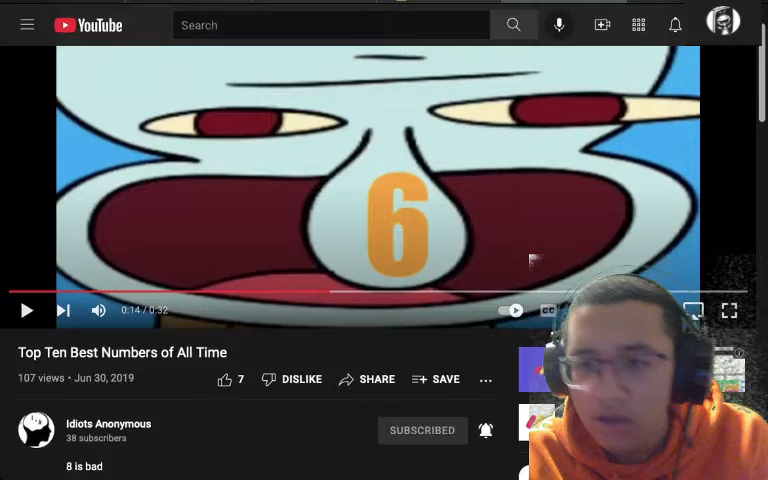 YouTube
Search
6
0:14 / 0:32
CC
Top Ten Best Numbers of All Time
107 views • Jun 30, 2019
7
DISLIKE
SHARE
SAVE
Idiots Anonymous
38 subscribers
SUBSCRIBED
8 is bad